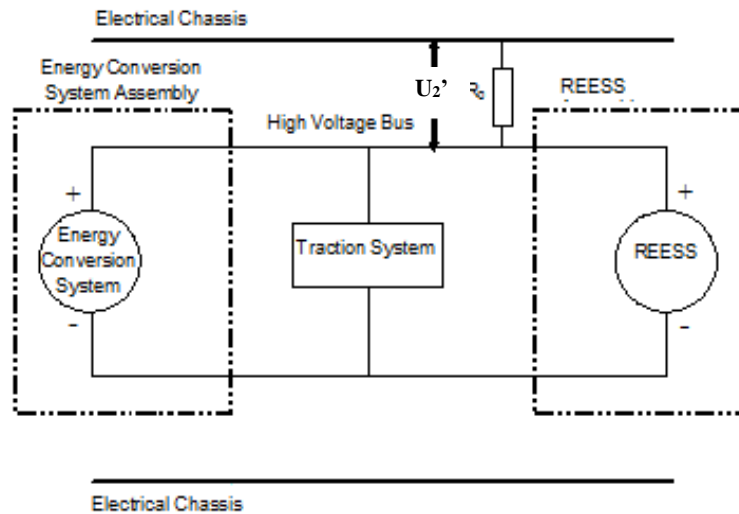 Electrical Chassis
Energy Conversion
System Assembly
U₂’
REESS
High Voltage Bus
+
+
Energy
Conversion
System
Traction System
REESS
-
-
Electrical Chassis